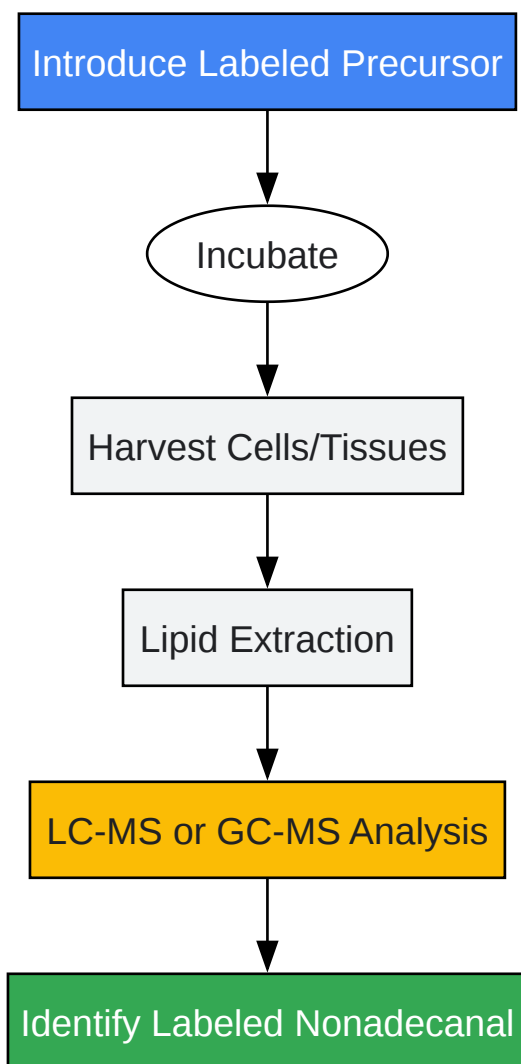 Introduce Labeled Precursor
Incubate
Harvest Cells/Tissues
Lipid Extraction
LC-MS or GC-MS Analysis
Identify Labeled Nonadecanal